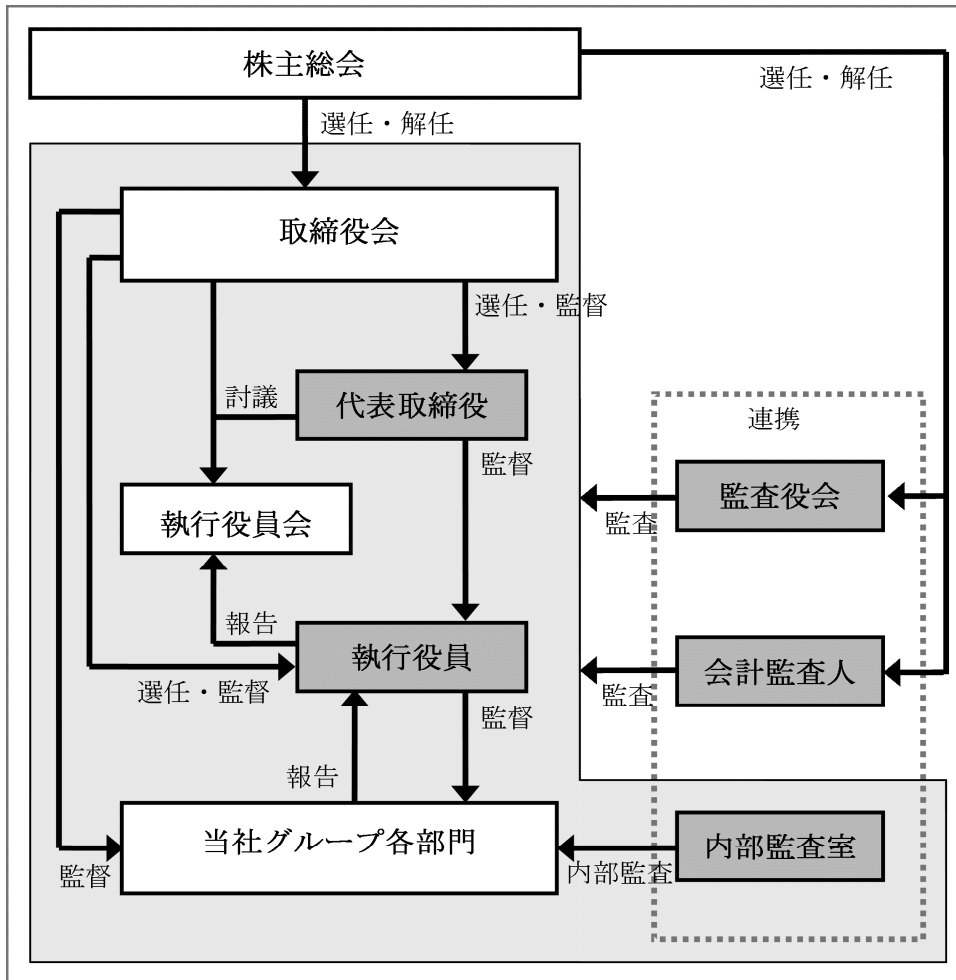 株主総会
選任・解任
選任・解任
取締役会
選任・監督
討議
代表取締役
連携
監督
監査役会
執行役員会
監査
報告
執行役員
会計監査人
選任・監督
監査
監督
報告
当社グループ各部門
内部監査室
監督
内部監査